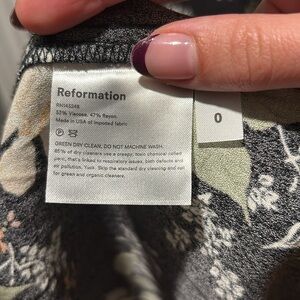 Reformation
RN143248
53% Viscose, 47% Rayon.
Made in USA of imported fabric
GREEN DRY CLEAN, DO NOT MACHINE WASH.
85% of dry cleaners use a creepy, toxic chemical called
perc, that's linked to respiratory issues, birth defects and
air pollution. Yuck. Skip the standard dry cleaning and call
for green and organic cleaners.
0